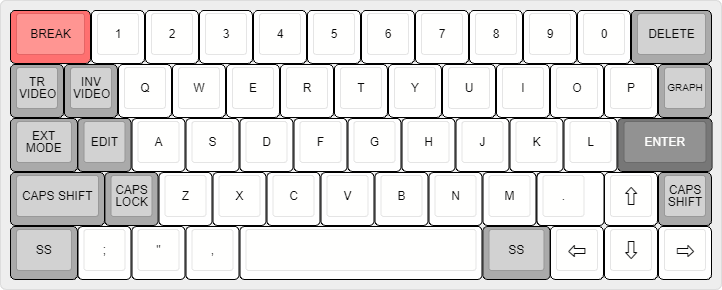 BREAK 1 2 3 4 5 6 7 8 9 0 DELETE
TR VIDEO INV VIDEO Q W E R T Y U I O P GRAPH
EXT MODE EDIT A S D F G H J K L ENTER
CAPS SHIFT CAPS LOCK Z X C V B N M . ⇧ CAPS SHIFT
SS ; " , SS ⇦ ⇩ ⇨